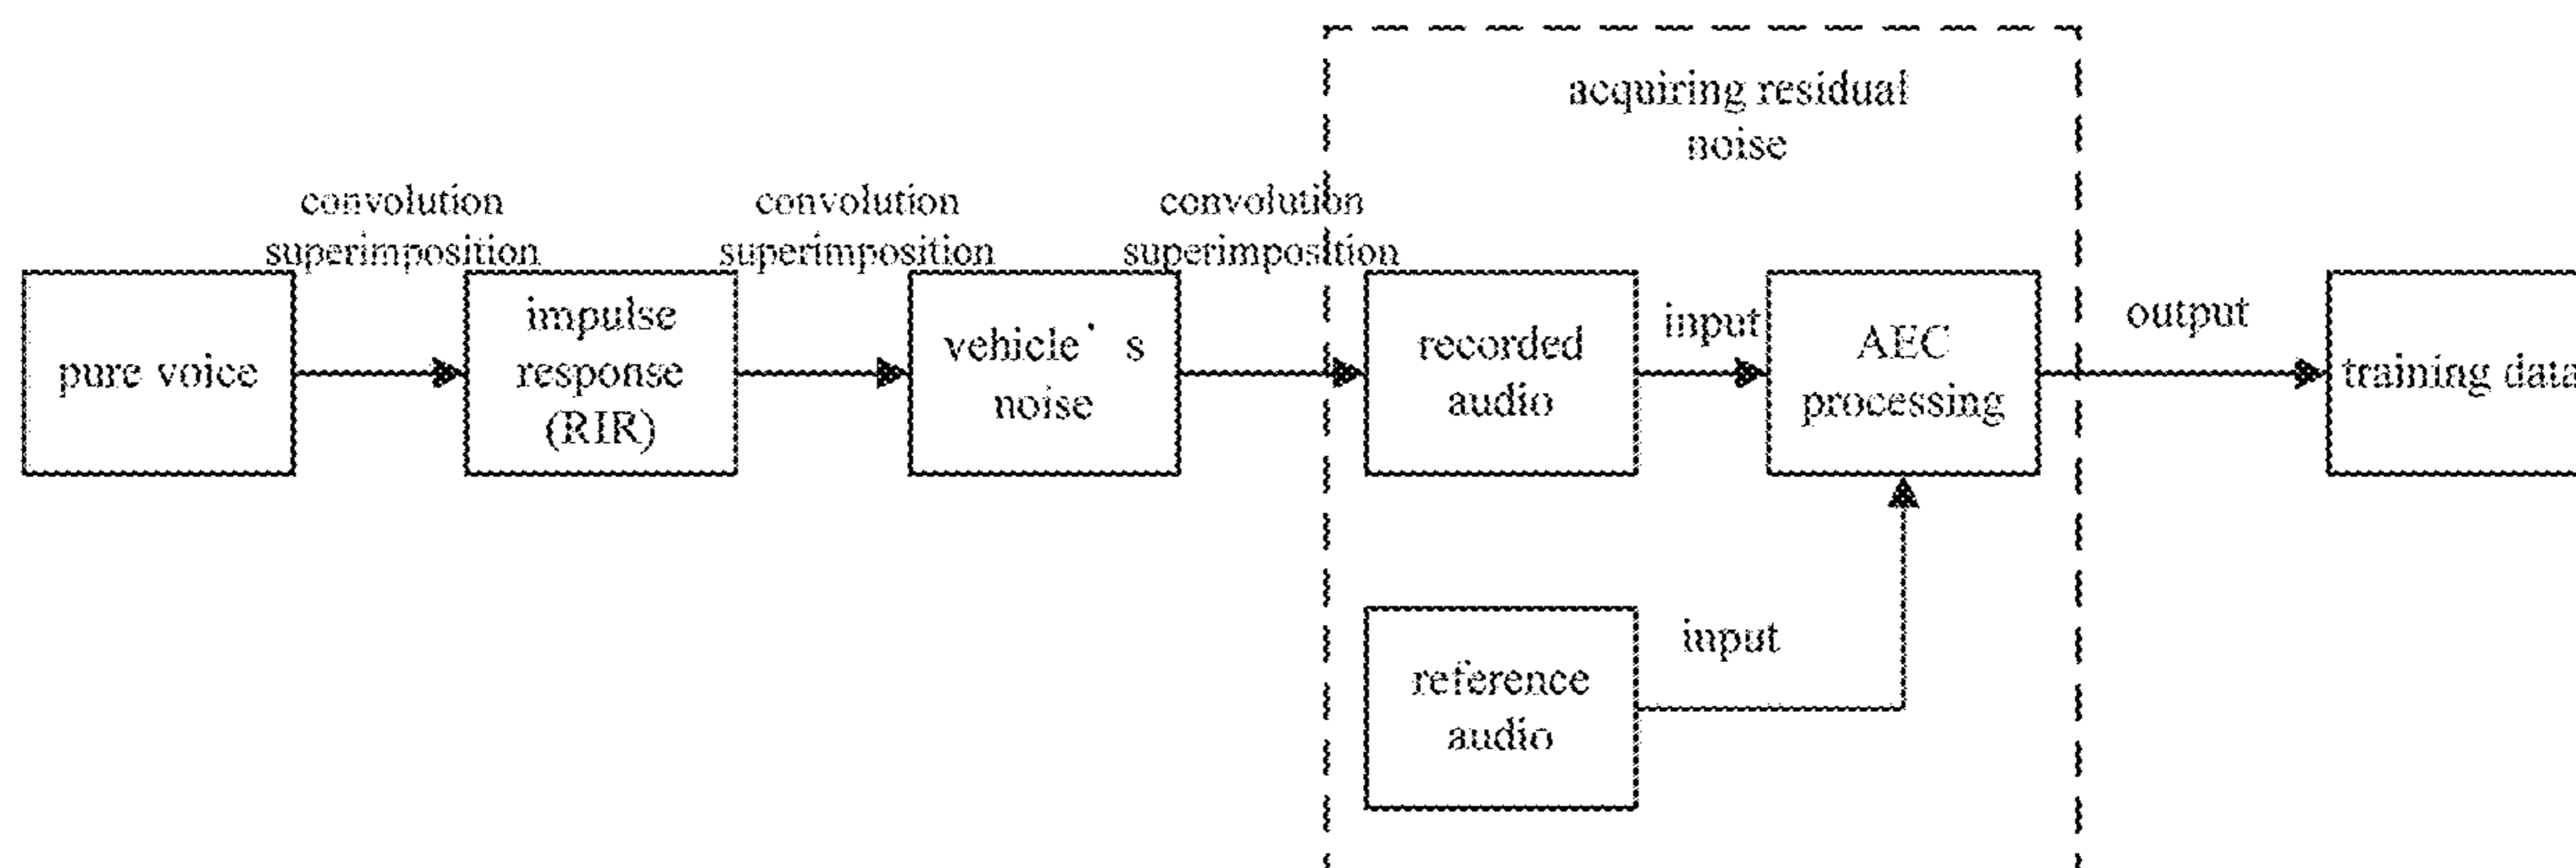 acquiring residual
noise
convolution
superimposition
convolution
superimposition
convolution
superimposition
pure voice
impulse
response
(RIR)
vehicle's
noise
recorded
audio
input
AEC
processing
output
training data
reference
audio
input